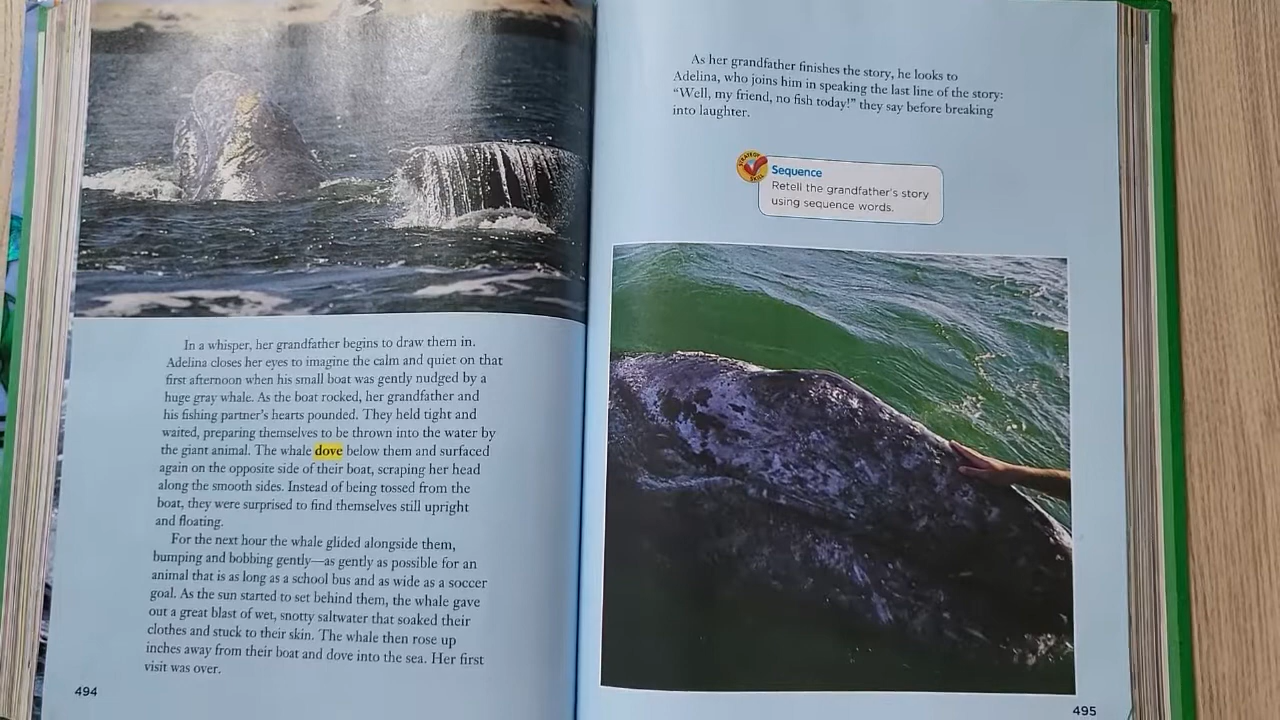 In a whisper, her grandfather begins to draw them in.
Adelina closes her eyes to imagine the calm and quiet on that
first afternoon when his small boat was gently nudged by a
huge gray whale. As the boat rocked, her grandfather and
his fishing partner's hearts pounded. They held tight and
waited, preparing themselves to be thrown into the water by
the giant animal. The whale dove below them and surfaced
again on the opposite side of their boat, scraping her head
along the smooth sides. Instead of being tossed from the
boat, they were surprised to find themselves still upright
and floating.
For the next hour the whale glided alongside them,
bumping and bobbing gently—as gently as possible for an
animal that is as long as a school bus and as wide as a soccer
goal. As the sun started to set behind them, the whale gave
out a great blast of wet, snotty saltwater that soaked their
clothes and stuck to their skin. The whale then rose up
inches away from their boat and dove into the sea. Her first
visit was over.
494
As her grandfather finishes the story, he looks to
Adelina, who joins him in speaking the last line of the story:
“Well, my friend, no fish today!” they say before breaking
into laughter.
STRATEGY
SKILL
Sequence
Retell the grandfather's story
using sequence words.
495